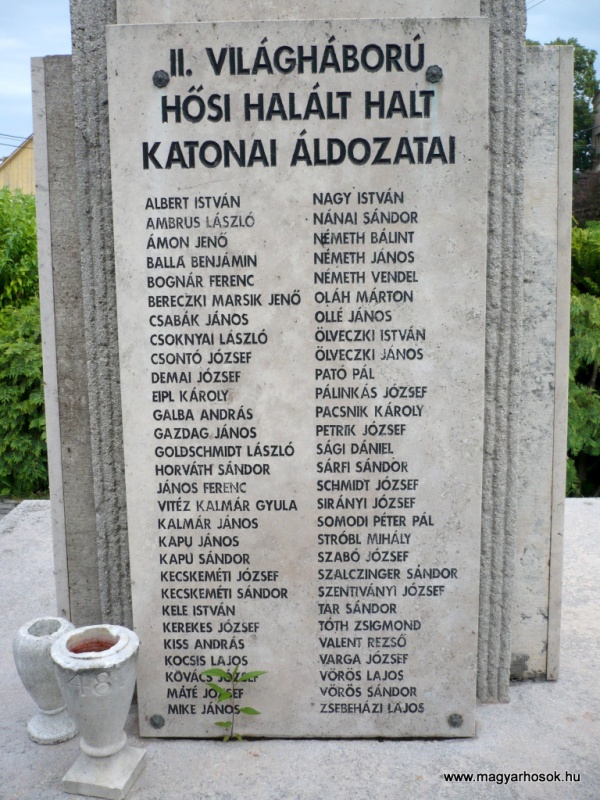 II. VILÁGHÁBORÚ
HŐSI HALÁLT HALT
KATONAI ÁLDOZATAI
ALBERT ISTVÁN
AMBRUS LÁSZLÓ
ÁMON JENŐ
BALLA BENJÁMIN
BOGNÁR FERENC
BERECZKI MARSIK JENŐ
CSABÁK JÁNOS
CSOKNYAI LÁSZLÓ
CSONTÓ JÓZSEF
DEMAI JÓZSEF
EIPL KÁROLY
GALBA ANDRÁS
GAZDAG JÁNOS
GOLDSCHMIDT LÁSZLÓ
HORVÁTH SÁNDOR
JÁNOS FERENC
VITÉZ KALMÁR GYULA
KALMÁR JÁNOS
KAPU JÁNOS
KAPU SÁNDOR
KECSKEMÉTI JÓZSEF
KECSKEMÉTI SÁNDOR
KELE ISTVÁN
KEREKES JÓZSEF
KISS ANDRÁS
KOCSIS LAJOS
KOVÁCS JÓZSEF
MÁTÉ JÓZSEF
MIKE JÁNOS
NAGY ISTVÁN
NÁNAI SÁNDOR
NÉMETH BÁLINT
NÉMETH JÁNOS
NÉMETH VENDEL
OLÁH MÁRTON
OLLÉ JÁNOS
ÖLVECZKI ISTVÁN
ÖLVECZKI JÁNOS
PATÓ PÁL
PÁLINKÁS JÓZSEF
PACSNIK KÁROLY
PETRIK JÓZSEF
SÁGI DÁNIEL
SÁRFI SÁNDOR
SCHMIDT JÓZSEF
SIRÁNYI JÓZSEF
SOMODI PÉTER PÁL
STRÓBL MIHÁLY
SZABÓ JÓZSEF
SZALCZINGER SÁNDOR
SZENTIVÁNYI JÓZSEF
TAR SÁNDOR
TÓTH ZSIGMOND
VALENT REZSŐ
VARGA JÓZSEF
VÖRÖS LAJOS
VÖRÖS SÁNDOR
ZSEBEHÁZI LAJOS
18
www.magyarhosok.hu